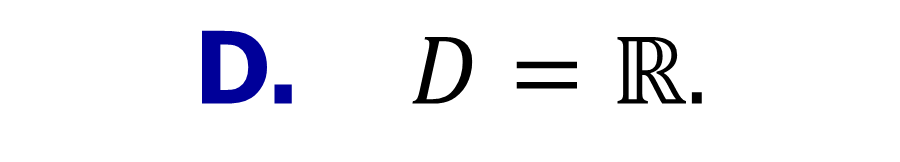 D. D = ℝ.